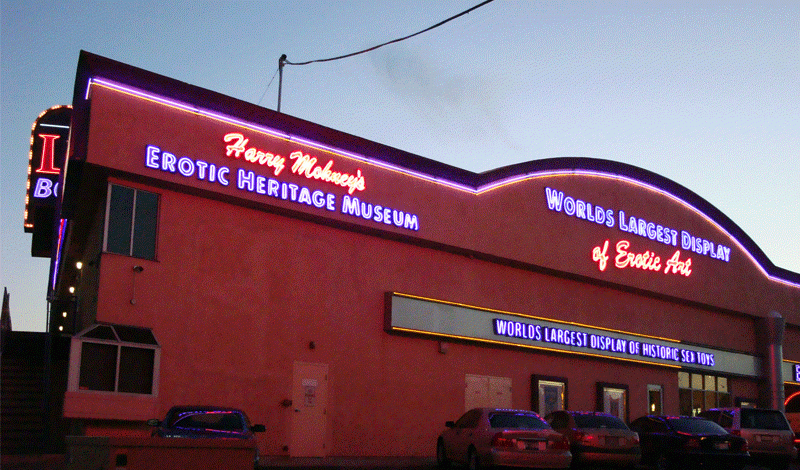 Harry Mohney's
EROTIC HERITAGE MUSEUM
WORLDS LARGEST DISPLAY
of Erotic Art
WORLDS LARGEST DISPLAY OF HISTORIC SEX TOYS